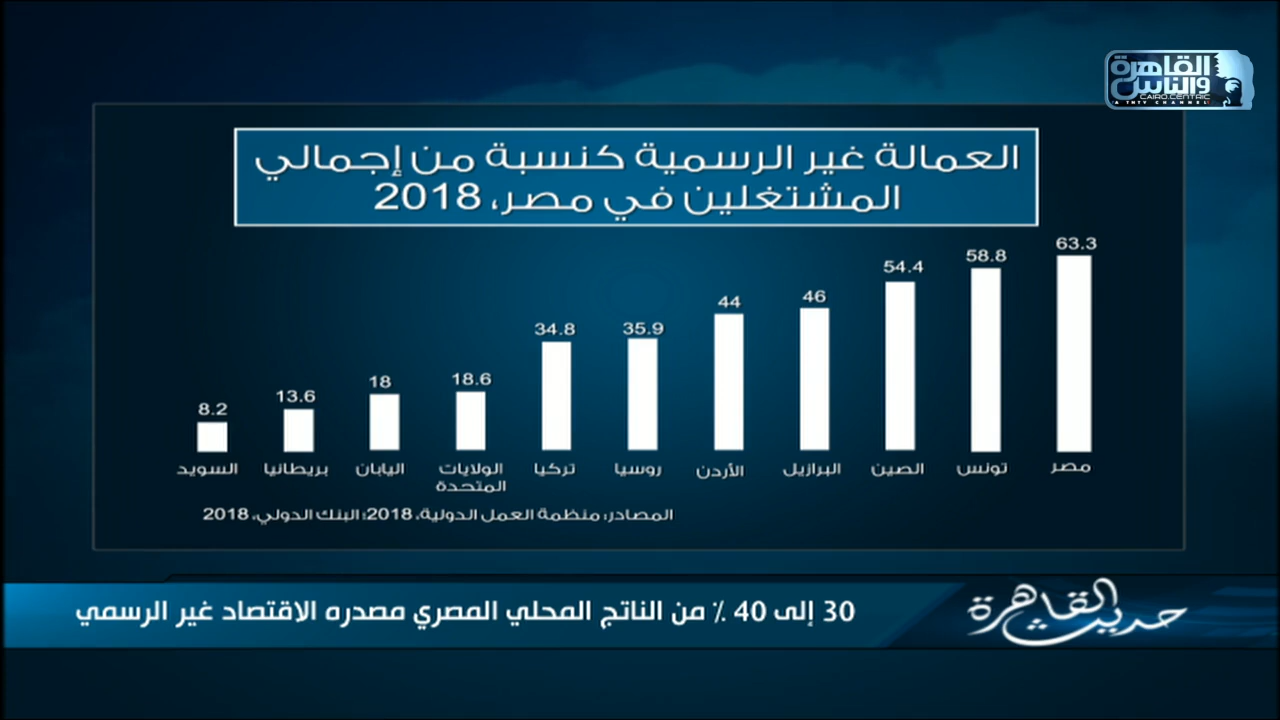 القاهرة
والناس
CAIRO.CENTRIC
A TNTV CHANNEL
العمالة غير الرسمية كنسبة من إجمالي
المشتغلين في مصر، 2018
63.3
58.8
54.4
46
44
35.9
34.8
18.6
18
13.6
8.2
مصر
تونس
الصين
البرازيل
الأردن
روسيا
تركيا
الولايات
المتحدة
اليابان
بريطانيا
السويد
المصادر: منظمة العمل الدولية، 2018؛ البنك الدولي، 2018
حديث القاهرة
30 إلى 40 ٪ من الناتج المحلي المصري مصدره الاقتصاد غير الرسمي